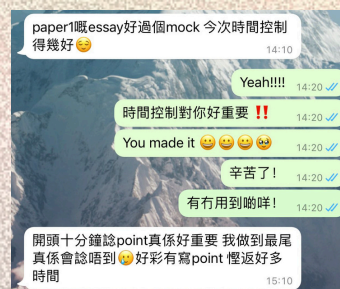 paper1嘅essay好過個mock 今次時間控制
得幾好😌
14:10
Yeah!!!! 14:20
時間控制對你好重要 ‼️ 14:20
You made it 😀😀😀🥹 14:20
辛苦了! 14:20
有冇用到啲咩! 14:20
開頭十分鐘諗point真係好重要 我做到最尾
真係會諗唔到🥲好彩有寫point 慳返好多
時間
15:10